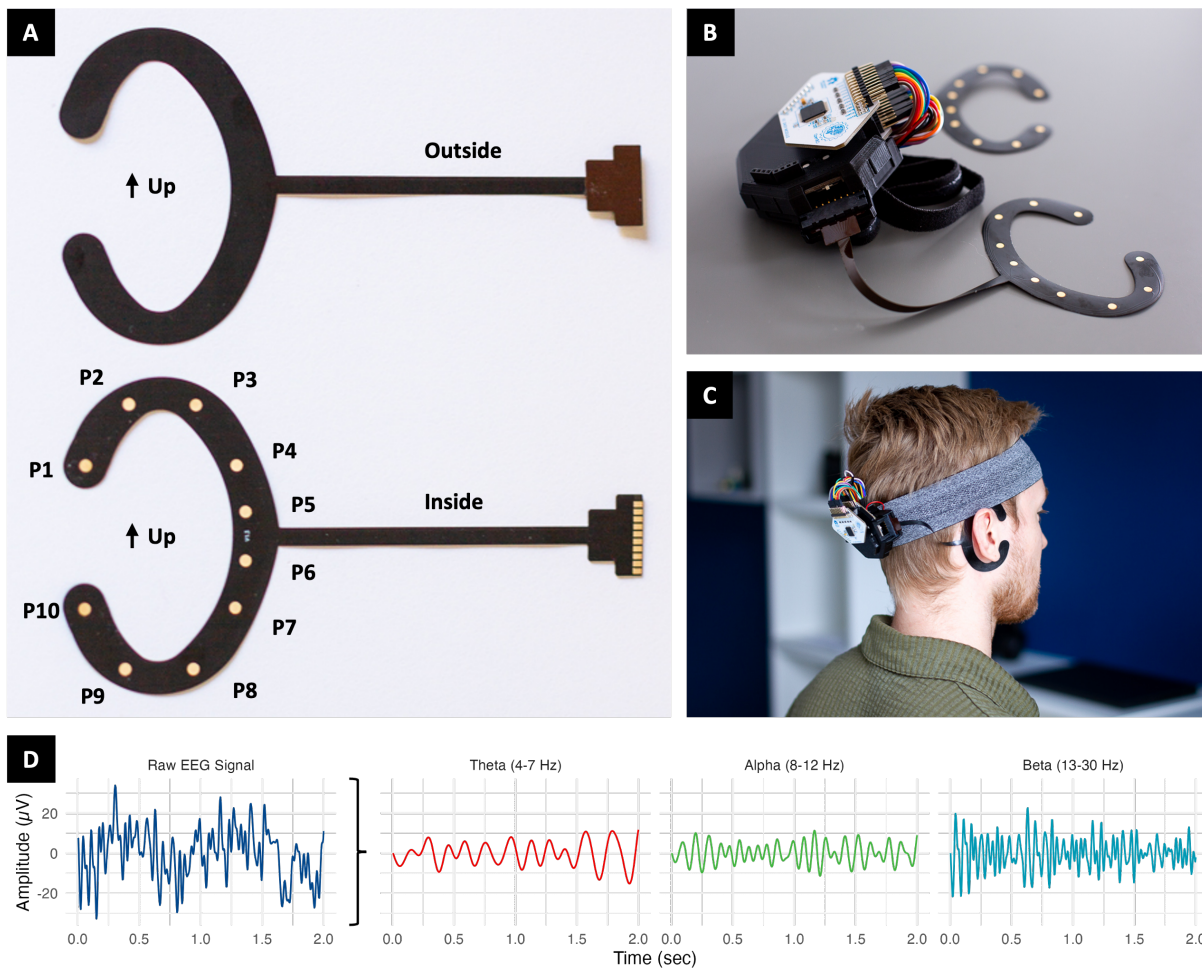 A
Outside
Up
P2
P3
P1
P4
P5
Inside
Up
P6
P10
P7
P9
P8
B
C
D
Raw EEG Signal
Theta (4-7 Hz)
Alpha (8-12 Hz)
Beta (13-30 Hz)
Amplitude (µV)
20
0
-20
0.0 0.5 1.0 1.5 2.0
0.0 0.5 1.0 1.5 2.0
0.0 0.5 1.0 1.5 2.0
0.0 0.5 1.0 1.5 2.0
Time (sec)